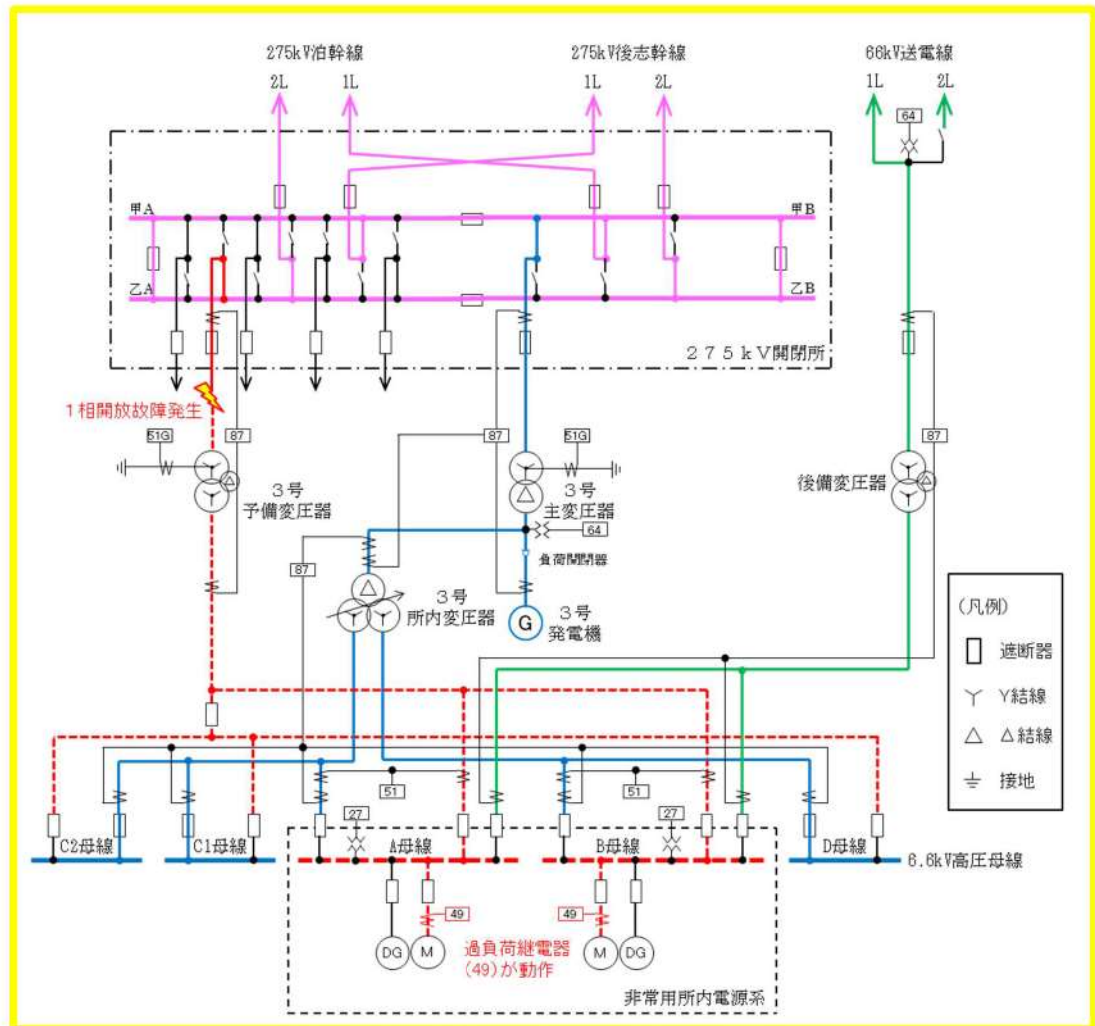 275kV泊幹線
275kV後志幹線
66kV送電線
2L
1L
1L
2L
1L
2L
64
甲A
甲B
乙A
乙B
275kV開閉所
1相開放故障発生
51G
87
87
51G
87
3号
予備変圧器
3号
主変圧器
後備変圧器
64
負荷開閉器
87
3号
所内変圧器
G
3号
発電機
(凡例)
遮断器
Y結線
△結線
接地
51
51
27
27
C2母線
C1母線
A母線
B母線
D母線
6.6kV高圧母線
49
49
DG
M
過負荷継電器
(49)が動作
M
DG
非常用所内電源系